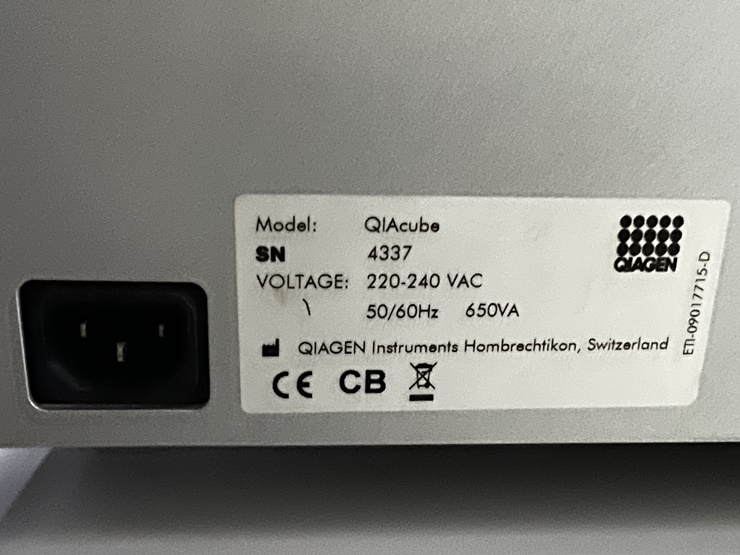 Model: QIAcube
SN 4337
VOLTAGE: 220-240 VAC
50/60Hz 650VA
QIAGEN Instruments Hombrechtikon, Switzerland
CE CB
QIAGEN
ETI-09017715-D